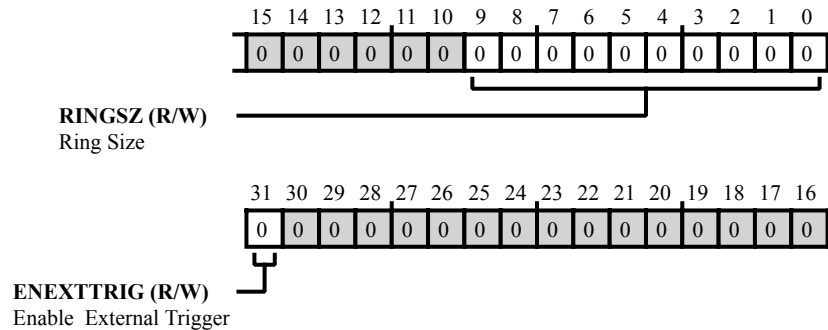 15 14 13 12 11 10 9 8 7 6 5 4 3 2 1 0
0 0 0 0 0 0 0 0 0 0 0 0 0 0 0 0
RINGSZ (R/W)
Ring Size
31 30 29 28 27 26 25 24 23 22 21 20 19 18 17 16
0 0 0 0 0 0 0 0 0 0 0 0 0 0 0 0
ENEXTTRIG (R/W)
Enable External Trigger